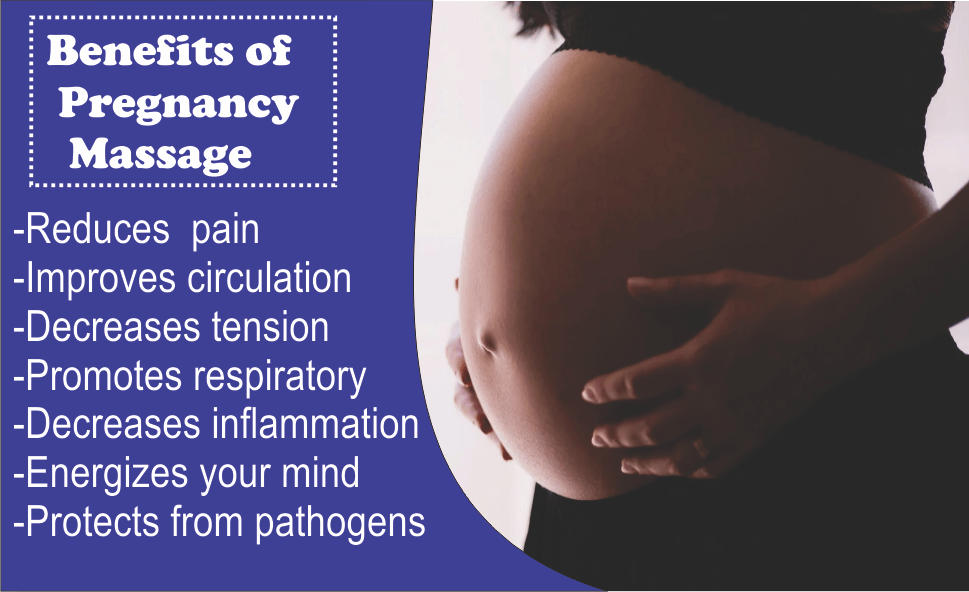 Benefits of
Pregnancy
Massage
-Reduces  pain
-Improves circulation
-Decreases tension
-Promotes respiratory
-Decreases inflammation
-Energizes your mind
-Protects from pathogens